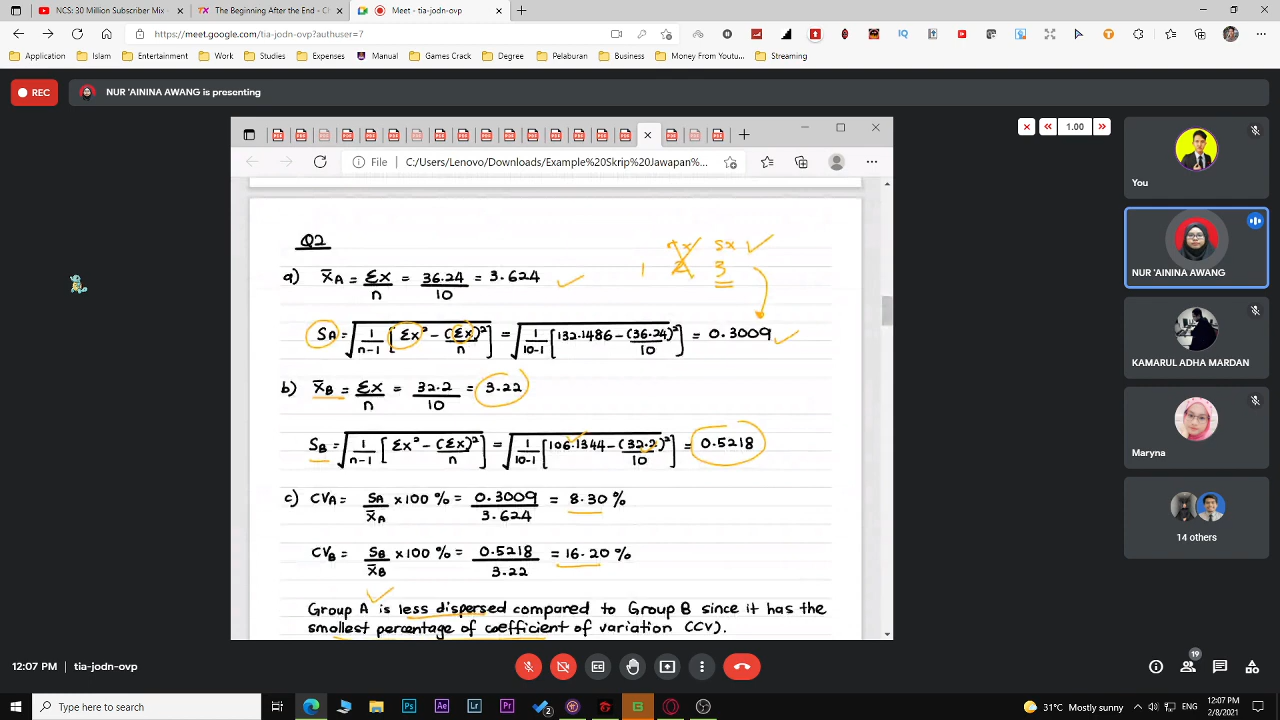 NCS: 30 Million Subscriber Mix -
The Beginning After the End - Cl
Meet - tia-jodn-ovp
https://meet.google.com/tia-jodn-ovp?authuser=7
Application
Islam
Entertainment
Work
Studies
Expenses
Manual
Games Crack
Pelaburan
Business
Money From Youtu...
Streaming
REC
NUR 'AININA AWANG is presenting
1.00
File
C:/Users/Lenovo/Downloads/Example%20Skrip%20Jawapan%...
Q2
5x
1 2 3
a) x̄A = Σx/n = 36.24/10 = 3.624
SA = √(1/(n-1) [Σx² - (Σx)²/n]) = √(1/(10-1) [132.1486 - (36.24)²/10]) = 0.3009
b) x̄B = Σx/n = 32.2/10 = 3.22
SB = √(1/(n-1) [Σx² - (Σx)²/n]) = √(1/(10-1) [106.1344 - (32.2)²/10]) = 0.5218
c) CVA = SA/x̄A × 100 % = 0.3009/3.624 = 8.30 %
CVB = SB/x̄B × 100 % = 0.5218/3.22 = 16.20 %
Group A is less dispersed compared to Group B since it has the
smallest percentage of coefficient of variation (CV).
You
NUR 'AININA AWANG
KAMARUL ADHA MARDAN
Maryna
14 others
12:07 PM | tia-jodn-ovp
19
Type here to search
31°C Mostly sunny
12:07 PM
2/8/2021